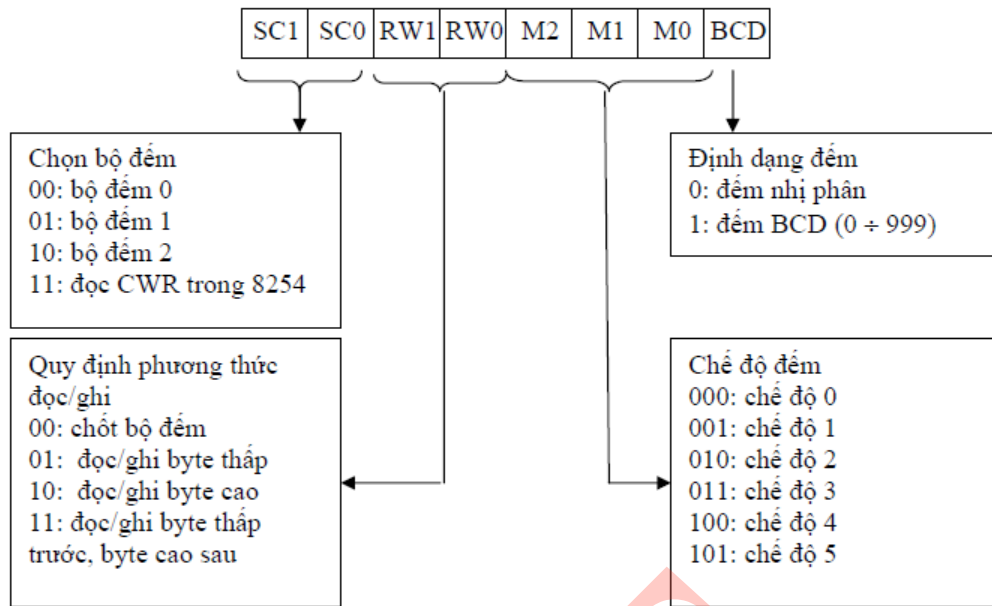 SC1 SC0 RW1 RW0 M2 M1 M0 BCD
Chọn bộ đếm
00: bộ đếm 0
01: bộ đếm 1
10: bộ đếm 2
11: đọc CWR trong 8254
Định dạng đếm
0: đếm nhị phân
1: đếm BCD (0 ÷ 999)
Quy định phương thức
đọc/ghi
00: chốt bộ đếm
01: đọc/ghi byte thấp
10: đọc/ghi byte cao
11: đọc/ghi byte thấp
trước, byte cao sau
Chế độ đếm
000: chế độ 0
001: chế độ 1
010: chế độ 2
011: chế độ 3
100: chế độ 4
101: chế độ 5